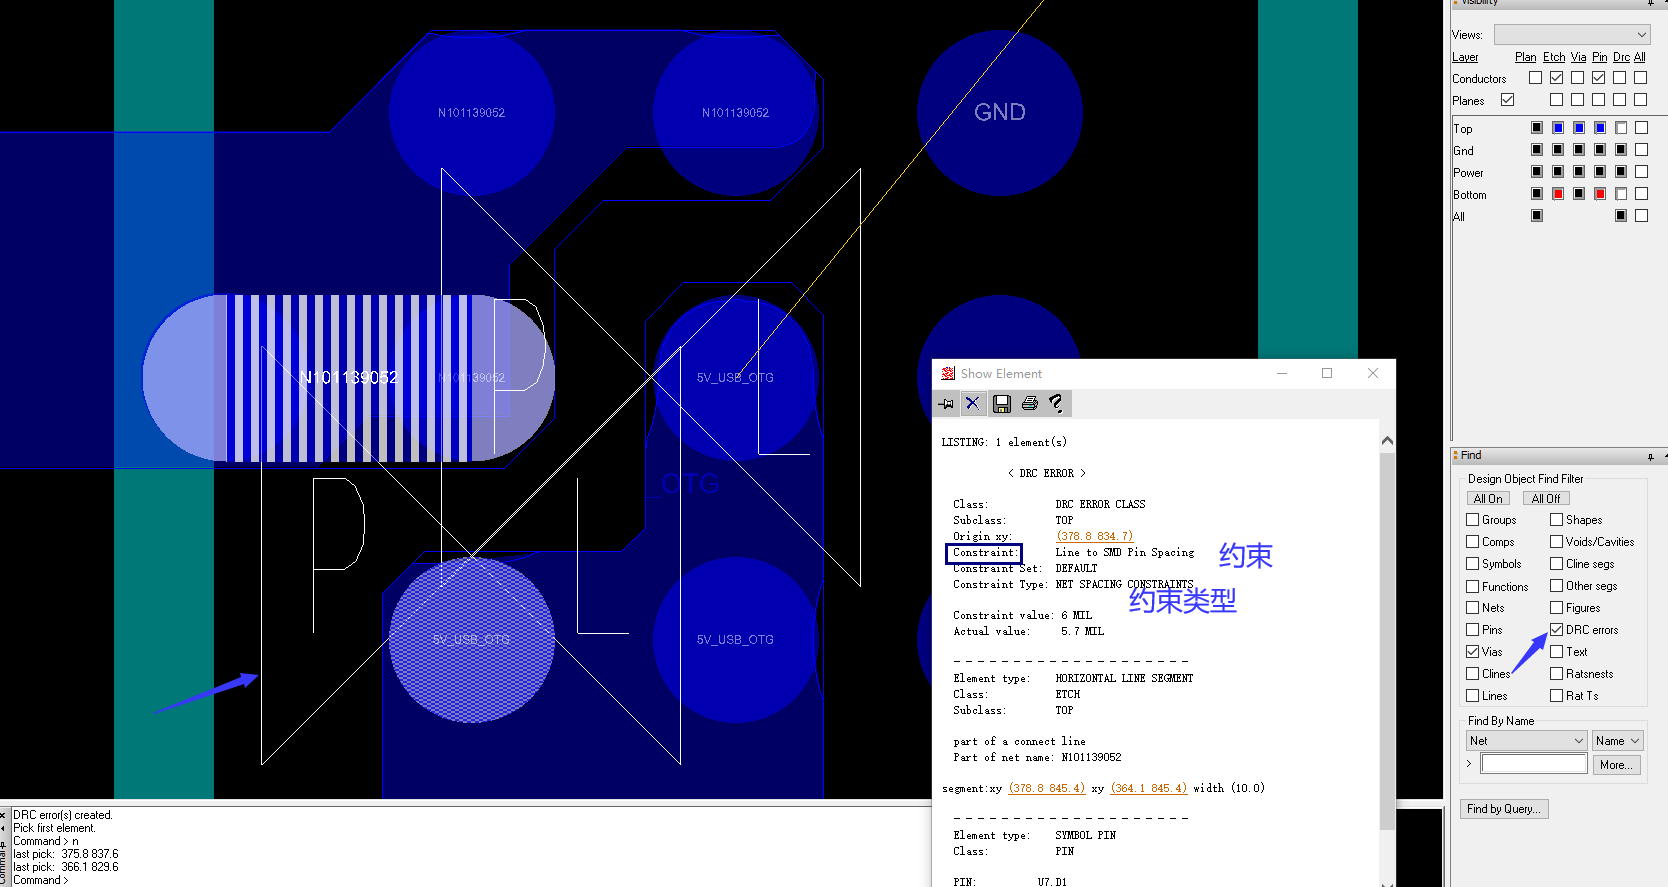 N101139052
N101139052
GND
N101139052
N101139052
5V_USB_OTG
_OTG
5V_USB_OTG
5V_USB_OTG
D L
D L
DRC error(s) created.
Pick first element.
Command > n
last pick: 375.8 837.6
last pick: 366.1 829.6
Command >
Show Element
LISTING: 1 element(s)
< DRC ERROR >
Class: DRC ERROR CLASS
Subclass: TOP
Origin xy: (378.8 834.7)
Constraint: Line to SMD Pin Spacing
约束
Constraint Set: DEFAULT
Constraint Type: NET SPACING CONSTRAINTS
约束类型
Constraint value: 6 MIL
Actual value: 5.7 MIL
- - - - - - - - - - - - - - - - - - - -
Element type: HORIZONTAL LINE SEGMENT
Class: ETCH
Subclass: TOP
part of a connect line
Part of net name: N101139052
segment:xy (378.8 845.4) xy (364.1 845.4) width (10.0)
- - - - - - - - - - - - - - - - - - - -
Element type: SYMBOL PIN
Class: PIN
PIN: U7.D1
Visibility
Views:
Layer Plan Etch Via Pin Drc All
Conductors
Planes
Top
Gnd
Power
Bottom
All
Find
Design Object Find Filter
All On All Off
Groups Shapes
Comps Voids/Cavities
Symbols Cline segs
Functions Other segs
Nets Figures
Pins DRC errors
Vias Text
Clines Ratsnests
Lines Rat Ts
Find By Name
Net Name
> More...
Find by Query...